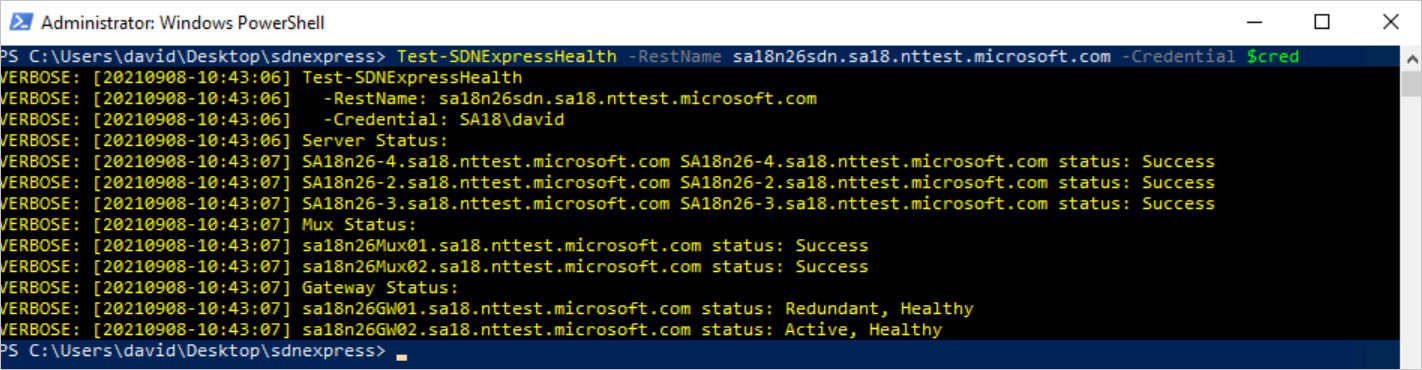 Administrator: Windows PowerShell
PS C:\Users\david\Desktop\sdnexpress> Test-SDNExpressHealth -RestName sa18n26sdn.sa18.nttest.microsoft.com -Credential $cred
VERBOSE: [20210908-10:43:06] Test-SDNExpressHealth
VERBOSE: [20210908-10:43:06]   -RestName: sa18n26sdn.sa18.nttest.microsoft.com
VERBOSE: [20210908-10:43:06]   -Credential: SA18\david
VERBOSE: [20210908-10:43:06] Server Status:
VERBOSE: [20210908-10:43:07] SA18n26-4.sa18.nttest.microsoft.com SA18n26-4.sa18.nttest.microsoft.com status: Success
VERBOSE: [20210908-10:43:07] SA18n26-2.sa18.nttest.microsoft.com SA18n26-2.sa18.nttest.microsoft.com status: Success
VERBOSE: [20210908-10:43:07] SA18n26-3.sa18.nttest.microsoft.com SA18n26-3.sa18.nttest.microsoft.com status: Success
VERBOSE: [20210908-10:43:07] Mux Status:
VERBOSE: [20210908-10:43:07] sa18n26Mux01.sa18.nttest.microsoft.com status: Success
VERBOSE: [20210908-10:43:07] sa18n26Mux02.sa18.nttest.microsoft.com status: Success
VERBOSE: [20210908-10:43:07] Gateway Status:
VERBOSE: [20210908-10:43:07] sa18n26GW01.sa18.nttest.microsoft.com status: Redundant, Healthy
VERBOSE: [20210908-10:43:07] sa18n26GW02.sa18.nttest.microsoft.com status: Active, Healthy
PS C:\Users\david\Desktop\sdnexpress>